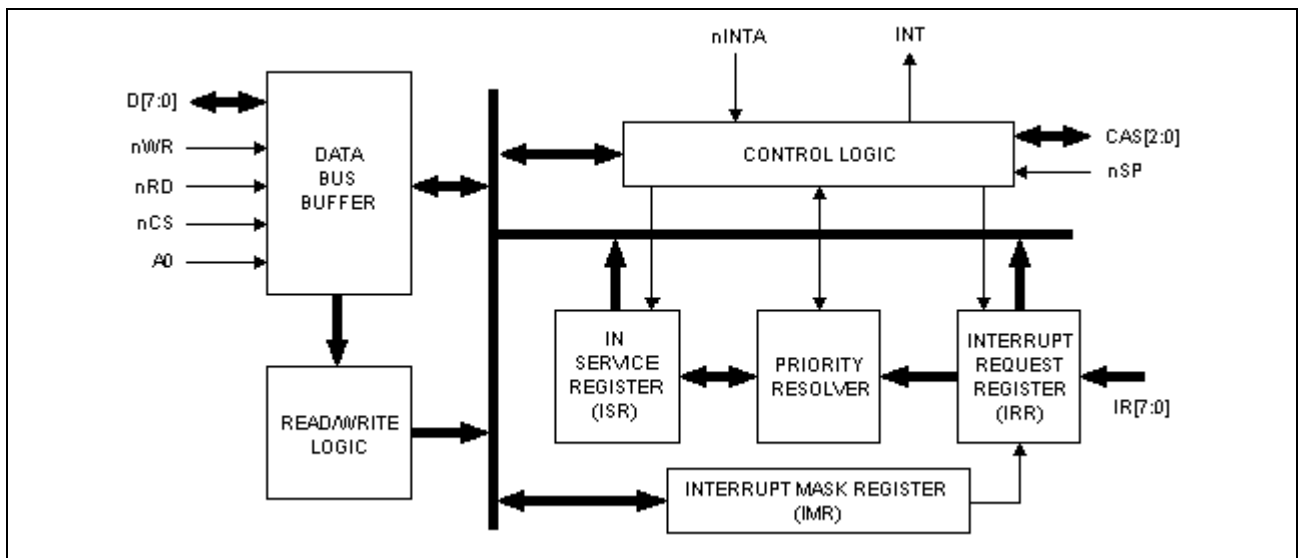 nINTA
INT
D[7:0]
nWR
nRD
nCS
A0
DATA
BUS
BUFFER
CONTROL LOGIC
CAS[2:0]
nSP
IN
SERVICE
REGISTER
(ISR)
PRIORITY
RESOLVER
INTERRUPT
REQUEST
REGISTER
(IRR)
IR[7:0]
READ/WRITE
LOGIC
INTERRUPT MASK REGISTER
(IMR)